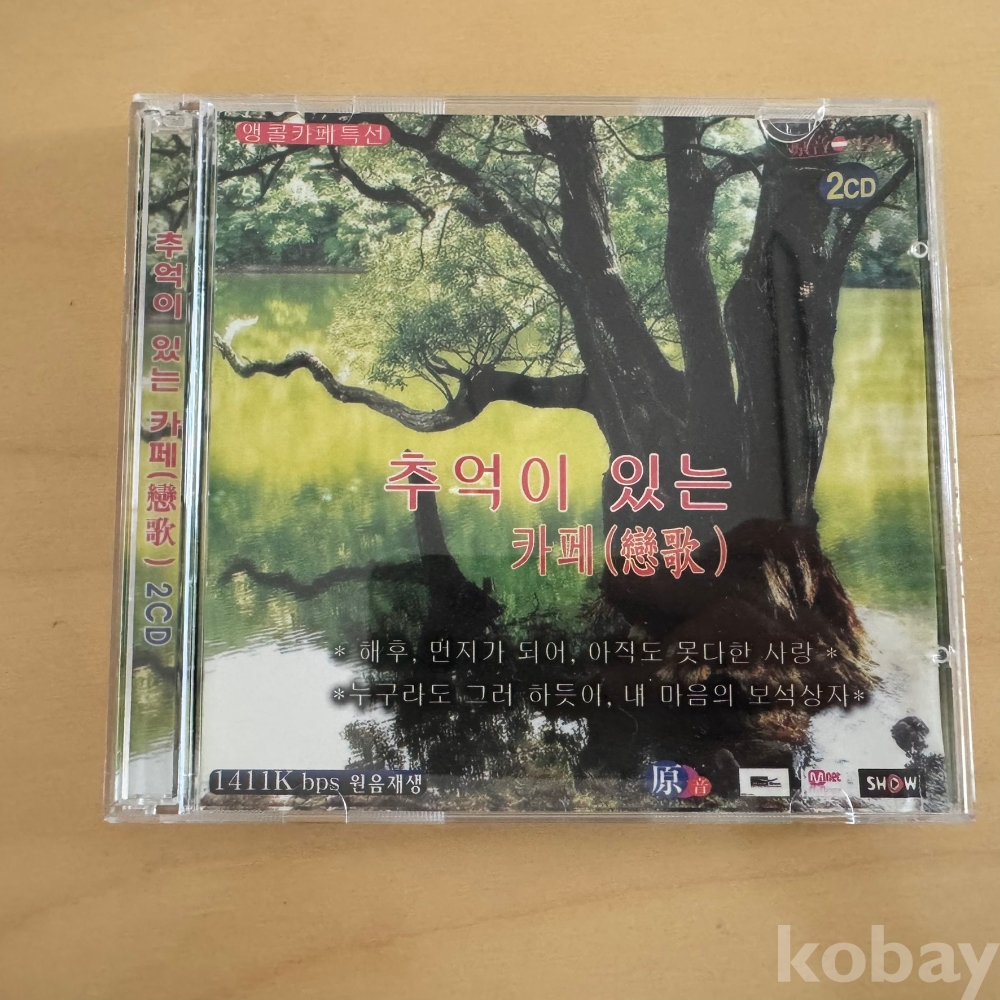 앵콜카페특선
2CD
추억이 있는 카페(戀歌) 2CD
추억이 있는
카페(戀歌)
* 해후, 먼지가 되어, 아직도 못다한 사랑 *
*누구라도 그러 하듯이, 내 마음의 보석상자*
1411K bps 원음재생
原音
Mnet
SHOW
kobay